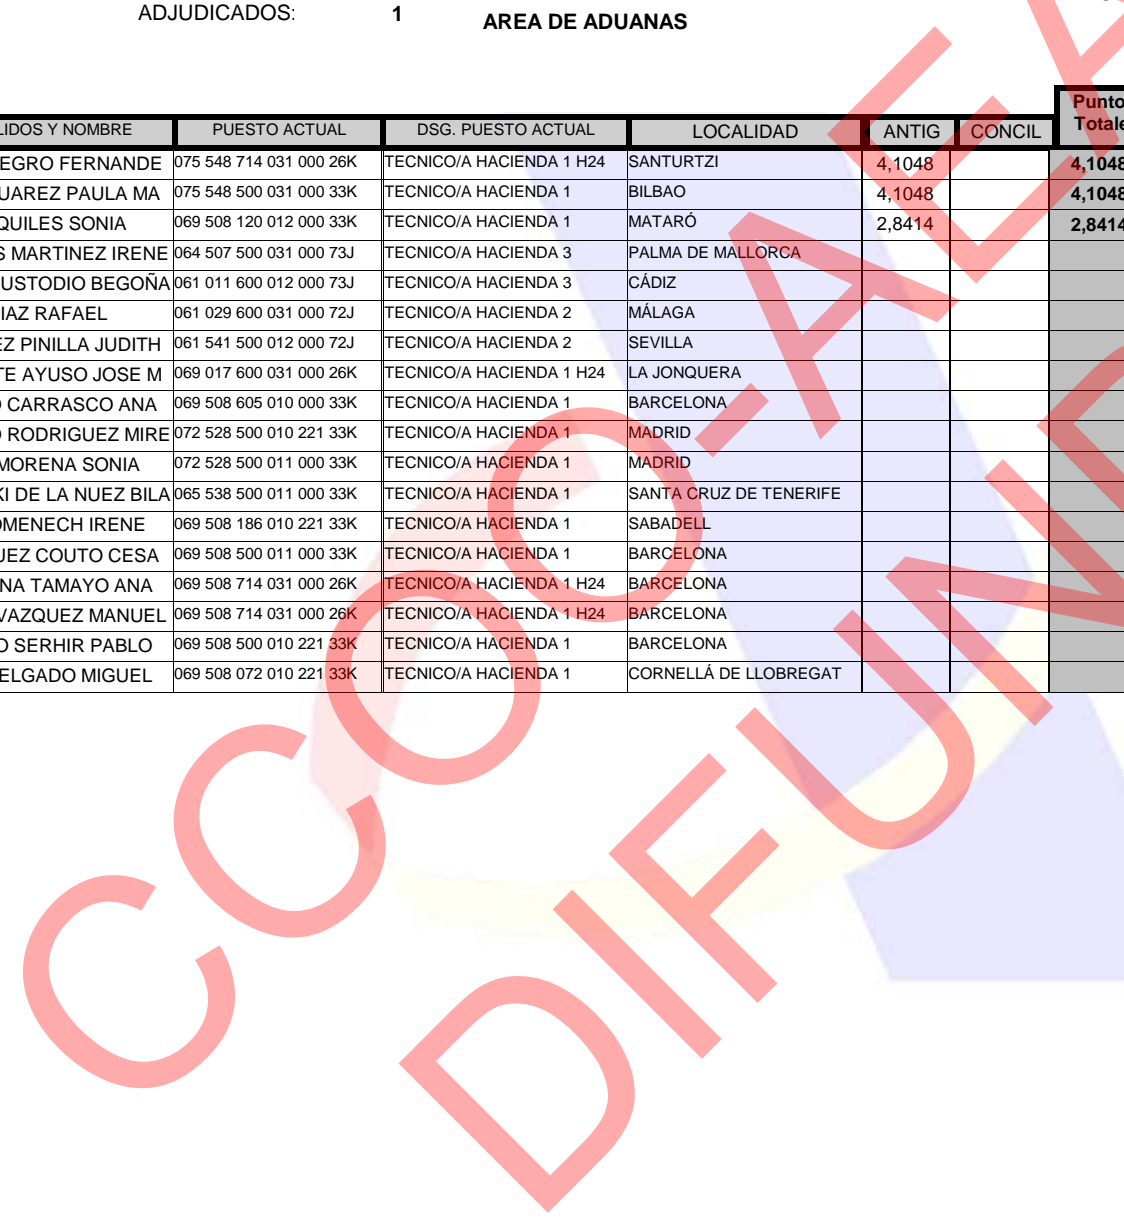 ADJUDICADOS: 1 AREA DE ADUANAS
LIDOS Y NOMBRE PUESTO ACTUAL DSG. PUESTO ACTUAL LOCALIDAD ANTIG CONCIL Punto Totale
EGRO FERNANDE 075 548 714 031 000 26K TECNICO/A HACIENDA 1 H24 SANTURTZI 4,1048 4,1048
UAREZ PAULA MA 075 548 500 031 000 33K TECNICO/A HACIENDA 1 BILBAO 4,1048 4,1048
QUILES SONIA 069 508 120 012 000 33K TECNICO/A HACIENDA 1 MATARÓ 2,8414 2,8414
S MARTINEZ IRENE 064 507 500 031 000 73J TECNICO/A HACIENDA 3 PALMA DE MALLORCA
USTODIO BEGOÑA 061 011 600 012 000 73J TECNICO/A HACIENDA 3 CÁDIZ
IAZ RAFAEL 061 029 600 031 000 72J TECNICO/A HACIENDA 2 MÁLAGA
EZ PINILLA JUDITH 061 541 500 012 000 72J TECNICO/A HACIENDA 2 SEVILLA
TE AYUSO JOSE M 069 017 600 031 000 26K TECNICO/A HACIENDA 1 H24 LA JONQUERA
O CARRASCO ANA 069 508 605 010 000 33K TECNICO/A HACIENDA 1 BARCELONA
O RODRIGUEZ MIRE 072 528 500 010 221 33K TECNICO/A HACIENDA 1 MADRID
MORENA SONIA 072 528 500 011 000 33K TECNICO/A HACIENDA 1 MADRID
KI DE LA NUEZ BILA 065 538 500 011 000 33K TECNICO/A HACIENDA 1 SANTA CRUZ DE TENERIFE
OMENECH IRENE 069 508 186 010 221 33K TECNICO/A HACIENDA 1 SABADELL
UEZ COUTO CESA 069 508 500 011 000 33K TECNICO/A HACIENDA 1 BARCELONA
NA TAMAYO ANA 069 508 714 031 000 26K TECNICO/A HACIENDA 1 H24 BARCELONA
VAZQUEZ MANUEL 069 508 714 031 000 26K TECNICO/A HACIENDA 1 H24 BARCELONA
O SERHIR PABLO 069 508 500 010 221 33K TECNICO/A HACIENDA 1 BARCELONA
ELGADO MIGUEL 069 508 072 010 221 33K TECNICO/A HACIENDA 1 CORNELLÁ DE LLOBREGAT
CCOO-AEA
DIFUND